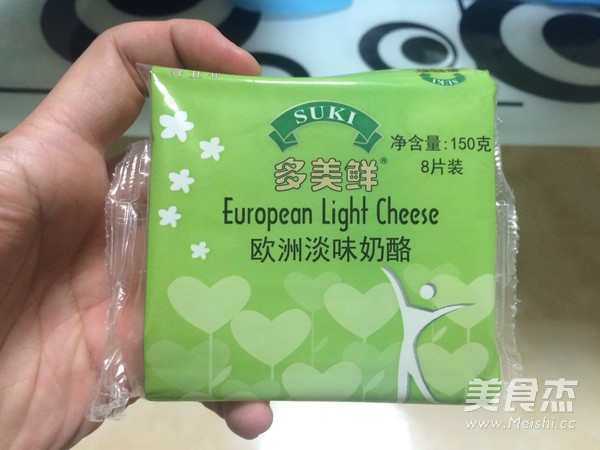 SUKI
多美鲜®
净含量:150克
8片装
European Light Cheese
欧洲淡味奶酪
美食杰
www.Meishi.cc